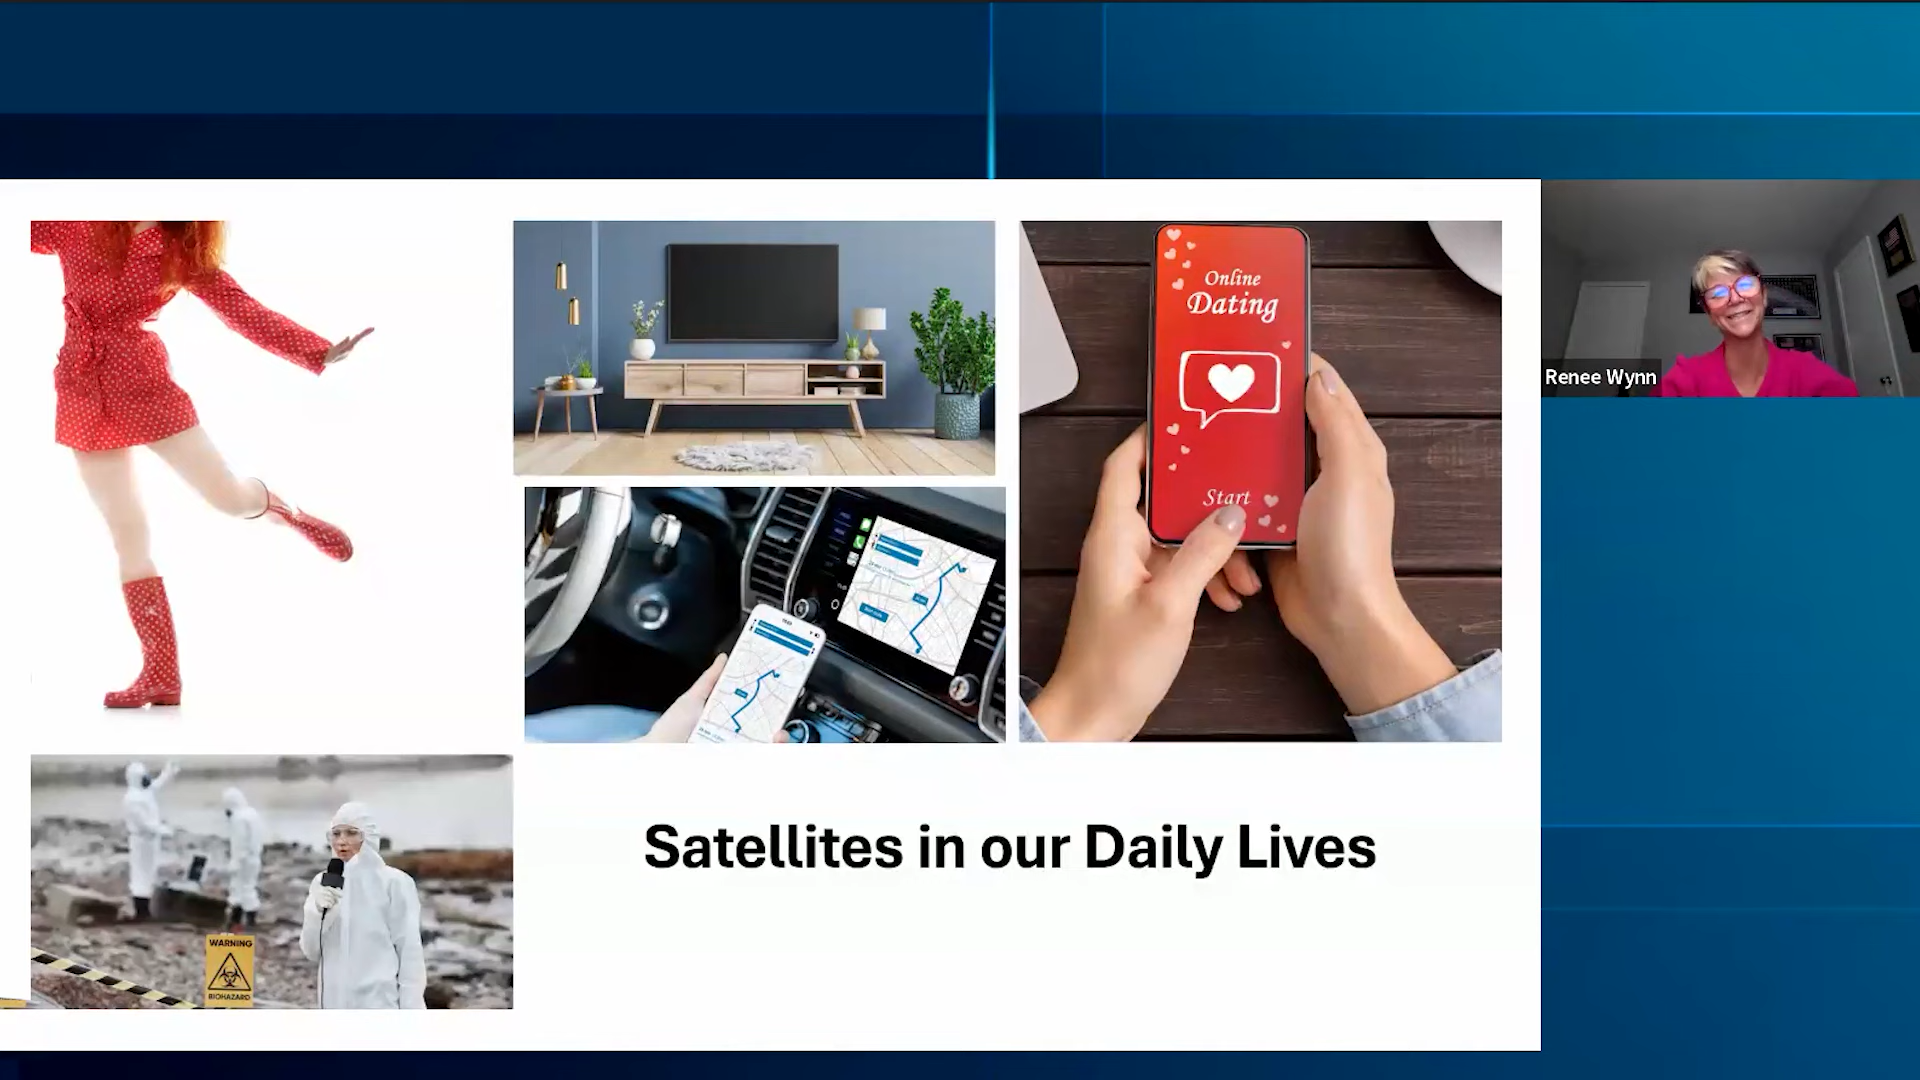 Online
Dating
Start
Renee Wynn
Satellites in our Daily Lives
WARNING
BIOHAZARD